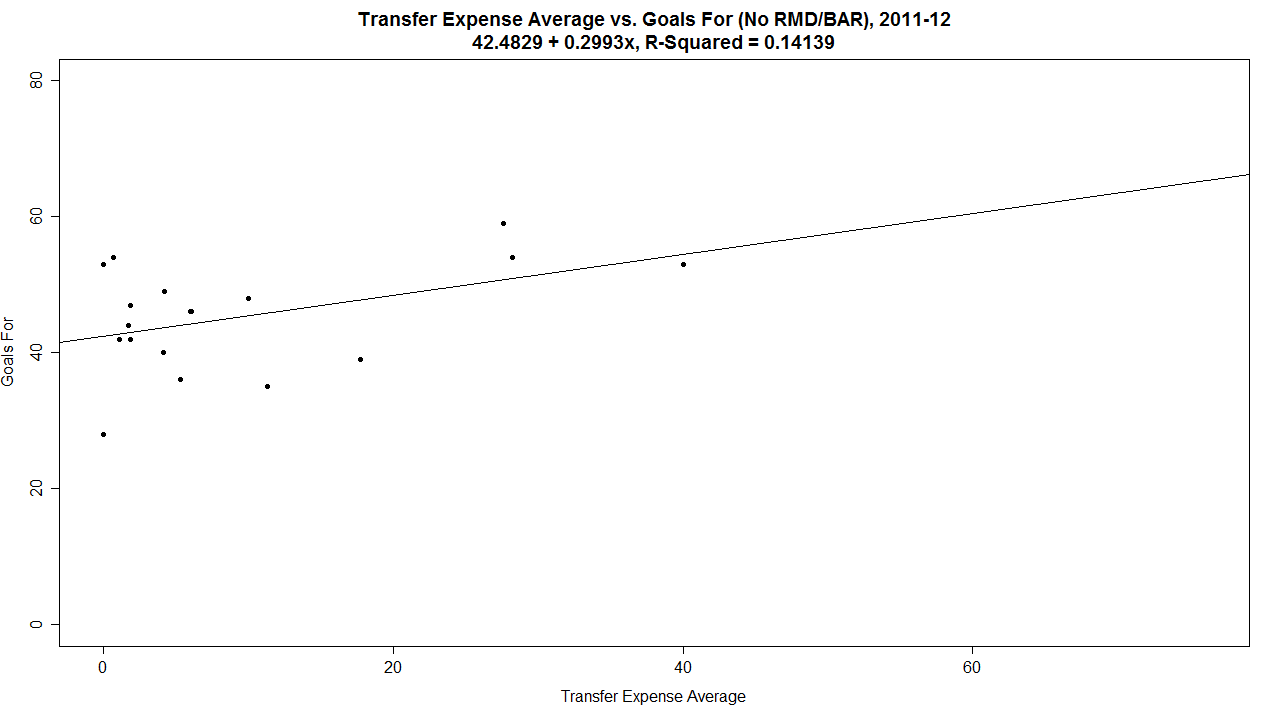 Transfer Expense Average vs. Goals For (No RMD/BAR), 2011-12
42.4829 + 0.2993x, R-Squared = 0.14139
80
60
40
20
0
Goals For
0 20 40 60
Transfer Expense Average